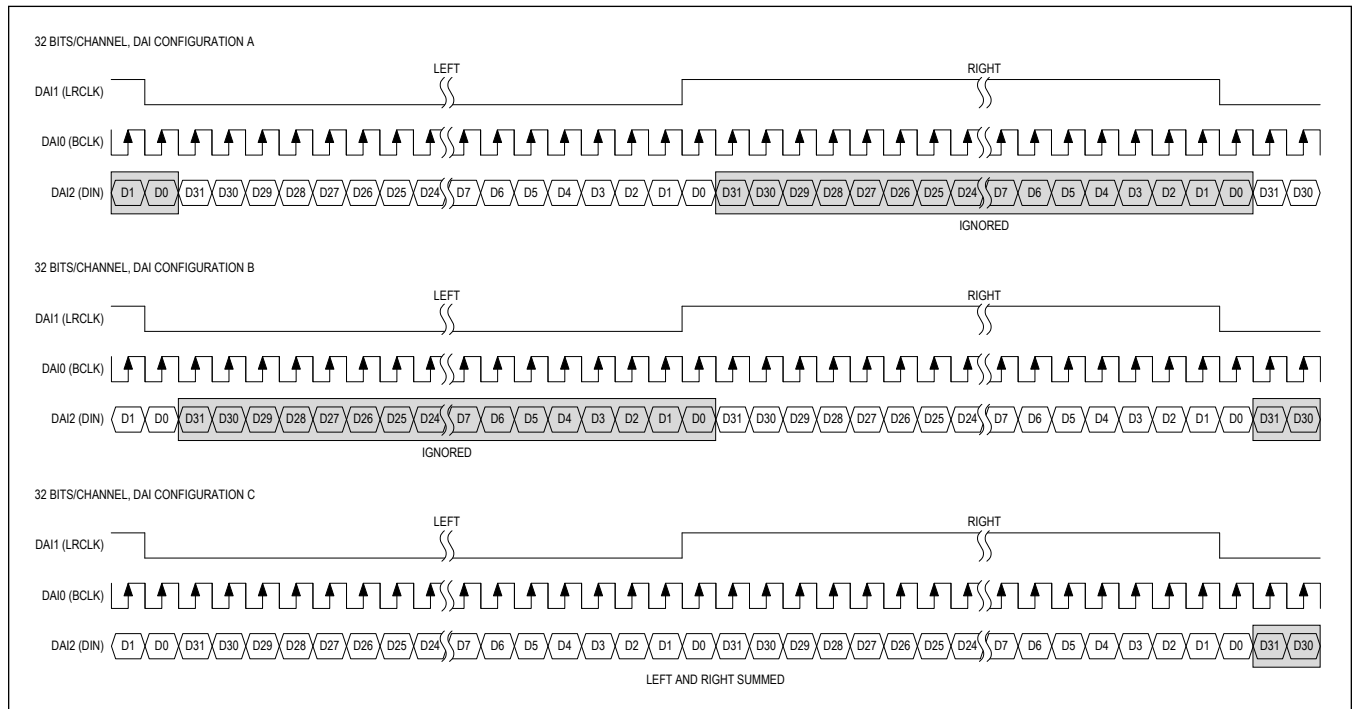 32 BITS/CHANNEL, DAI CONFIGURATION A
LEFT RIGHT
DAI1 (LRCLK)
DAI0 (BCLK)
DAI2 (DIN) D1 D0 D31 D30 D29 D28 D27 D26 D25 D24 D7 D6 D5 D4 D3 D2 D1 D0 D31 D30 D29 D28 D27 D26 D25 D24 D7 D6 D5 D4 D3 D2 D1 D0 D31 D30
IGNORED
32 BITS/CHANNEL, DAI CONFIGURATION B
LEFT RIGHT
DAI1 (LRCLK)
DAI0 (BCLK)
DAI2 (DIN) D1 D0 D31 D30 D29 D28 D27 D26 D25 D24 D7 D6 D5 D4 D3 D2 D1 D0 D31 D30 D29 D28 D27 D26 D25 D24 D7 D6 D5 D4 D3 D2 D1 D0 D31 D30
IGNORED
32 BITS/CHANNEL, DAI CONFIGURATION C
LEFT RIGHT
DAI1 (LRCLK)
DAI0 (BCLK)
DAI2 (DIN) D1 D0 D31 D30 D29 D28 D27 D26 D25 D24 D7 D6 D5 D4 D3 D2 D1 D0 D31 D30 D29 D28 D27 D26 D25 D24 D7 D6 D5 D4 D3 D2 D1 D0 D31 D30
LEFT AND RIGHT SUMMED